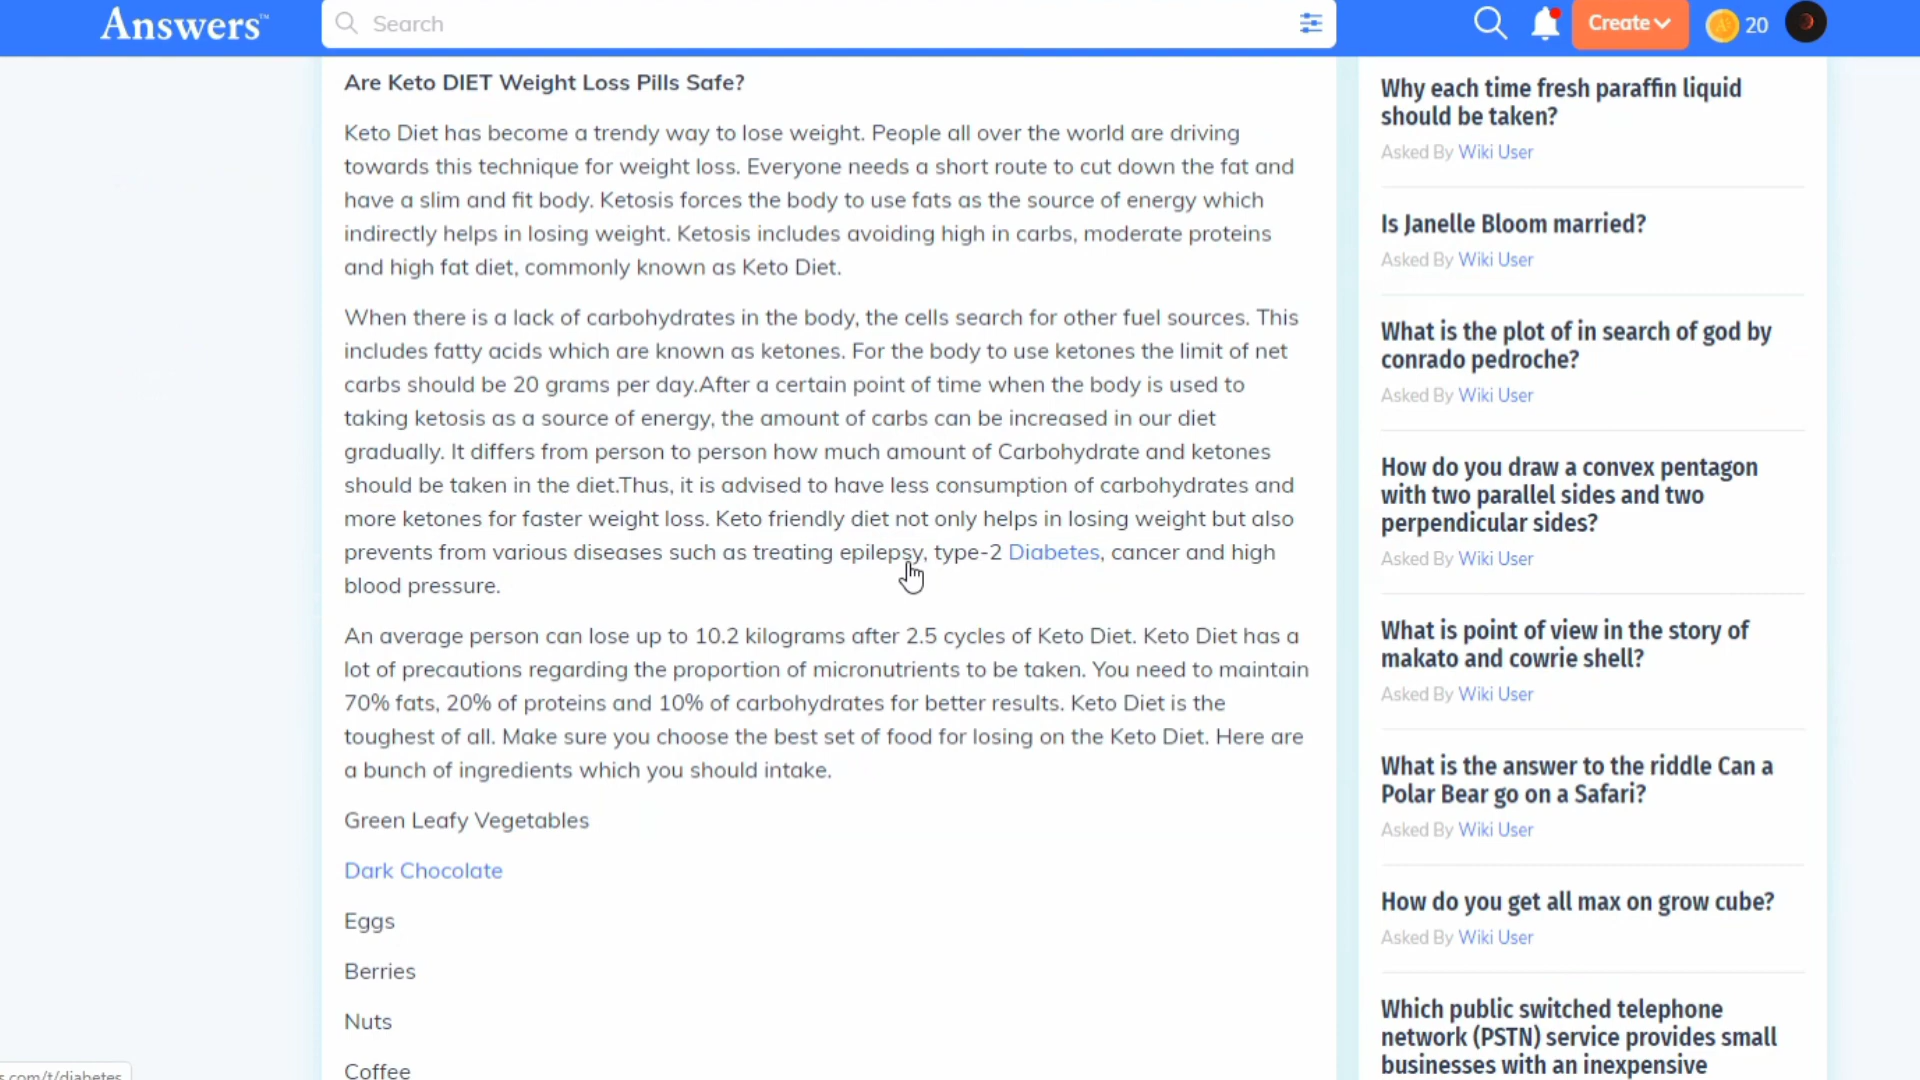 Answers™
Search
Create
20
Are Keto DIET Weight Loss Pills Safe?
Keto Diet has become a trendy way to lose weight. People all over the world are driving
towards this technique for weight loss. Everyone needs a short route to cut down the fat and
have a slim and fit body. Ketosis forces the body to use fats as the source of energy which
indirectly helps in losing weight. Ketosis includes avoiding high in carbs, moderate proteins
and high fat diet, commonly known as Keto Diet.
When there is a lack of carbohydrates in the body, the cells search for other fuel sources. This
includes fatty acids which are known as ketones. For the body to use ketones the limit of net
carbs should be 20 grams per day.After a certain point of time when the body is used to
taking ketosis as a source of energy, the amount of carbs can be increased in our diet
gradually. It differs from person to person how much amount of Carbohydrate and ketones
should be taken in the diet.Thus, it is advised to have less consumption of carbohydrates and
more ketones for faster weight loss. Keto friendly diet not only helps in losing weight but also
prevents from various diseases such as treating epilepsy, type-2 Diabetes, cancer and high
blood pressure.
An average person can lose up to 10.2 kilograms after 2.5 cycles of Keto Diet. Keto Diet has a
lot of precautions regarding the proportion of micronutrients to be taken. You need to maintain
70% fats, 20% of proteins and 10% of carbohydrates for better results. Keto Diet is the
toughest of all. Make sure you choose the best set of food for losing on the Keto Diet. Here are
a bunch of ingredients which you should intake.
Green Leafy Vegetables
Dark Chocolate
Eggs
Berries
Nuts
Coffee
s.com/t/diabetes
Why each time fresh paraffin liquid
should be taken?
Asked By Wiki User
Is Janelle Bloom married?
Asked By Wiki User
What is the plot of in search of god by
conrado pedroche?
Asked By Wiki User
How do you draw a convex pentagon
with two parallel sides and two
perpendicular sides?
Asked By Wiki User
What is point of view in the story of
makato and cowrie shell?
Asked By Wiki User
What is the answer to the riddle Can a
Polar Bear go on a Safari?
Asked By Wiki User
How do you get all max on grow cube?
Asked By Wiki User
Which public switched telephone
network (PSTN) service provides small
businesses with an inexpensive